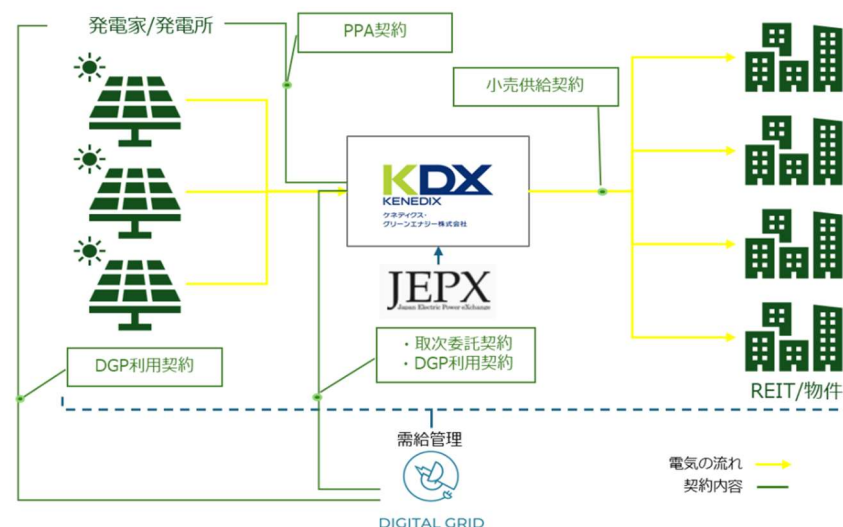 発電家/発電所
PPA契約
小売供給契約
KDX
KENEDIX
ケネディクス・
グリーンエナジー株式会社
JEPX
Japan Electric Power eXchange
DGP利用契約
・取次委託契約
・DGP利用契約
REIT/物件
需給管理
DIGITAL GRID
電気の流れ
契約内容